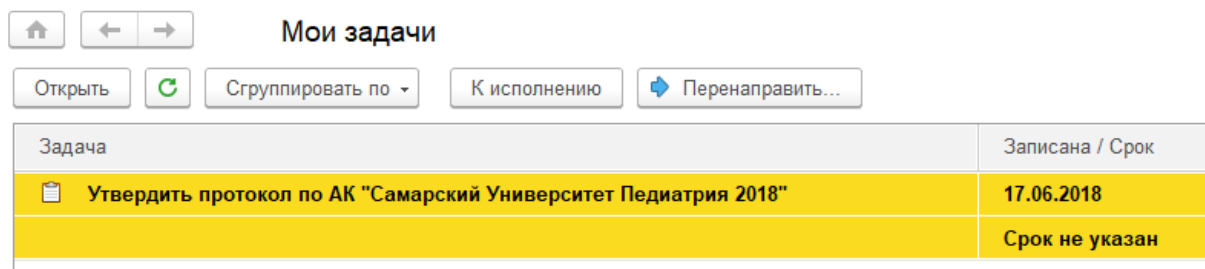 Мои задачи
Открыть Сгруппировать по К исполнению Перенаправить...
Задача Записана / Срок
Утвердить протокол по АК "Самарский Университет Педиатрия 2018" 17.06.2018
Срок не указан